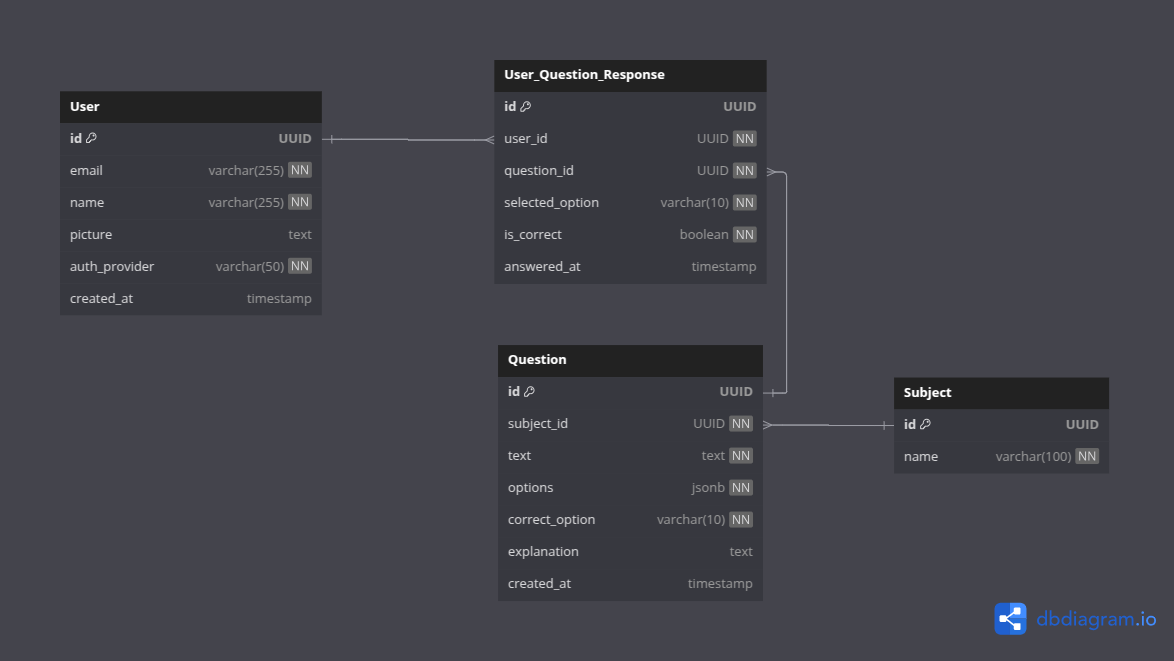 User
id UUID
email varchar(255) NN
name varchar(255) NN
picture text
auth_provider varchar(50) NN
created_at timestamp
User_Question_Response
id UUID
user_id UUID NN
question_id UUID NN
selected_option varchar(10) NN
is_correct boolean NN
answered_at timestamp
Question
id UUID
subject_id UUID NN
text text NN
options jsonb NN
correct_option varchar(10) NN
explanation text
created_at timestamp
Subject
id UUID
name varchar(100) NN
dbdiagram.io